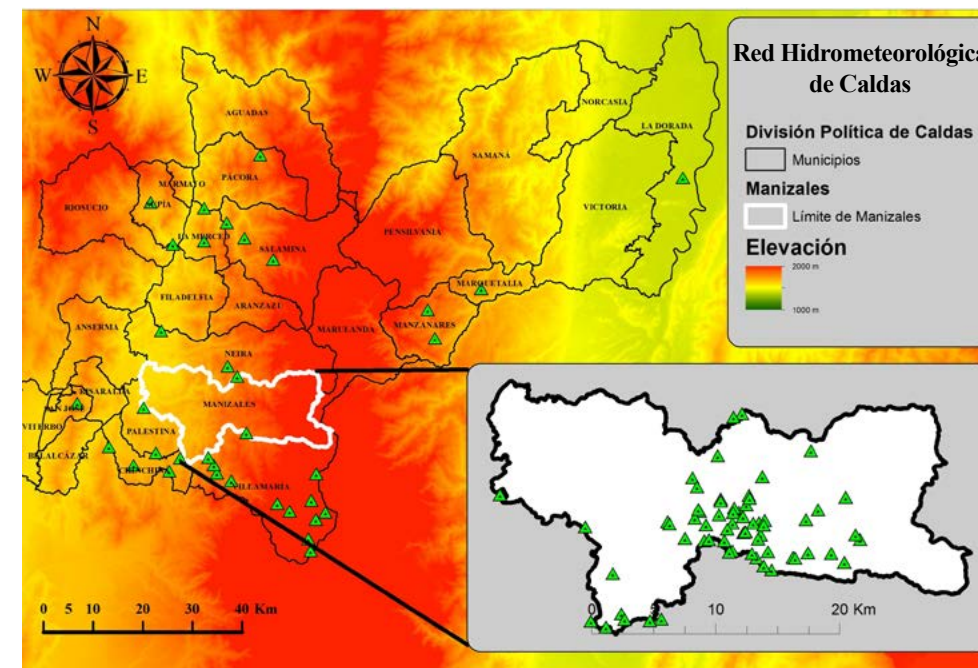 N
W E
S
Red Hidrometeorológica
de Caldas
División Política de Caldas
Municipios
Manizales
Límite de Manizales
Elevación
2000 m
1000 m
AGUADAS
NORCASIA
LA DORADA
SAMANÁ
MARMATO
PÁCORA
RIOSUCIO
VICTORIA
LA MERCED
PENSILVANIA
SALAMINA
MARQUETALIA
FILADELFIA
ARANZAZU
ANSERMA
MARULANDA
MANZANARES
NEIRA
RISARALDA
MANIZALES
SAN JOSÉ
VITERBO
PALESTINA
BELALCÁZAR
CHINCHINÁ
VILLAMARÍA
0 5 10 20 30 40 Km
0 10 20 Km